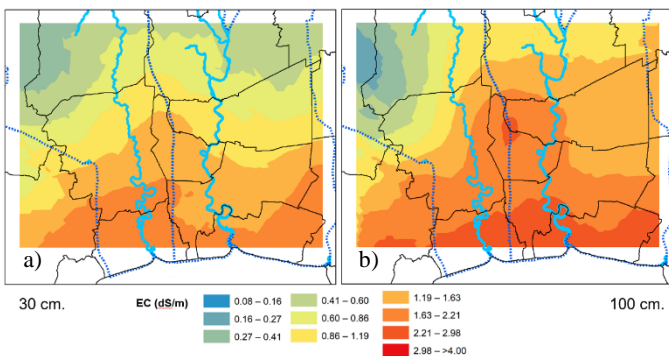 a)
b)
30 cm.
EC (dS/m)
0.08 – 0.16
0.16 – 0.27
0.27 – 0.41
0.41 – 0.60
0.60 – 0.86
0.86 – 1.19
1.19 – 1.63
1.63 – 2.21
2.21 – 2.98
2.98 – >4.00
100 cm.